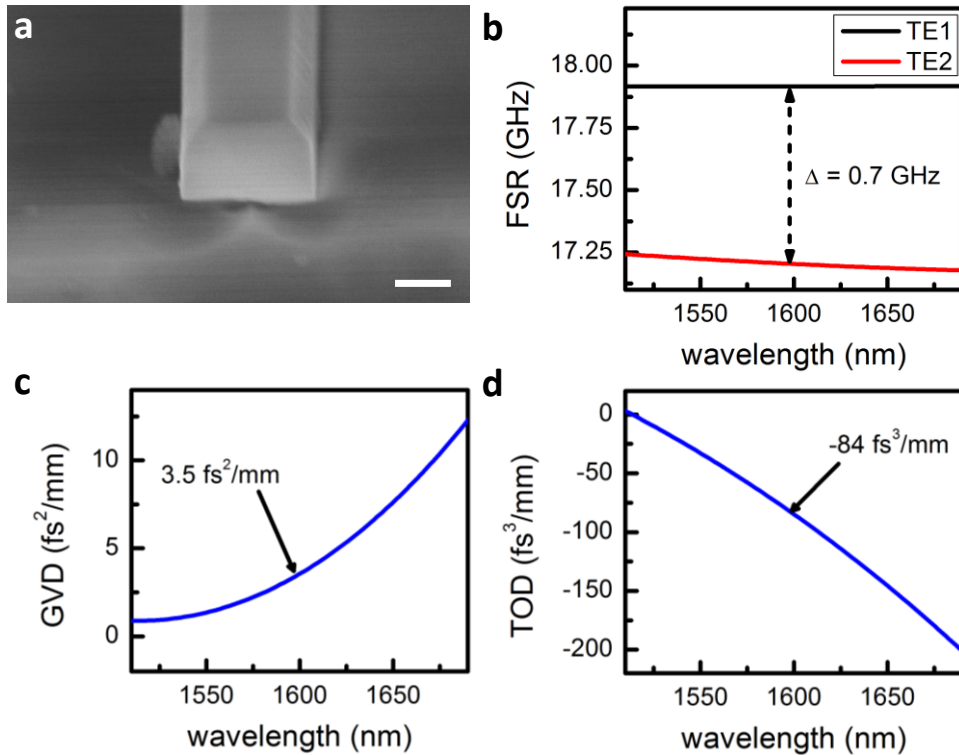 a
b
TE1
TE2
18.00
17.75
17.50
17.25
FSR (GHz)
Δ = 0.7 GHz
1550
1600
1650
wavelength (nm)
c
10
5
0
GVD (fs²/mm)
3.5 fs²/mm
1550
1600
1650
wavelength (nm)
d
0
-50
-100
-150
-200
TOD (fs³/mm)
-84 fs³/mm
1550
1600
1650
wavelength (nm)